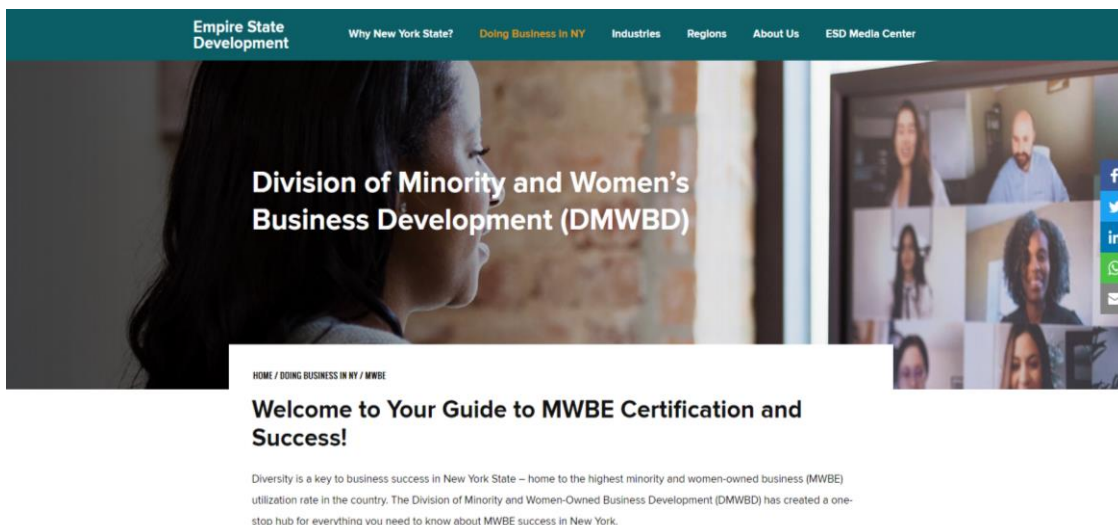 Empire State
Development
Why New York State?
Doing Business in NY
Industries
Regions
About Us
ESD Media Center
Division of Minority and Women's
Business Development (DMWBD)
HOME / DOING BUSINESS IN NY / MWBE
Welcome to Your Guide to MWBE Certification and
Success!
Diversity is a key to business success in New York State – home to the highest minority and women-owned business (MWBE)
utilization rate in the country. The Division of Minority and Women-Owned Business Development (DMWBD) has created a one-
stop hub for everything you need to know about MWBE success in New York.